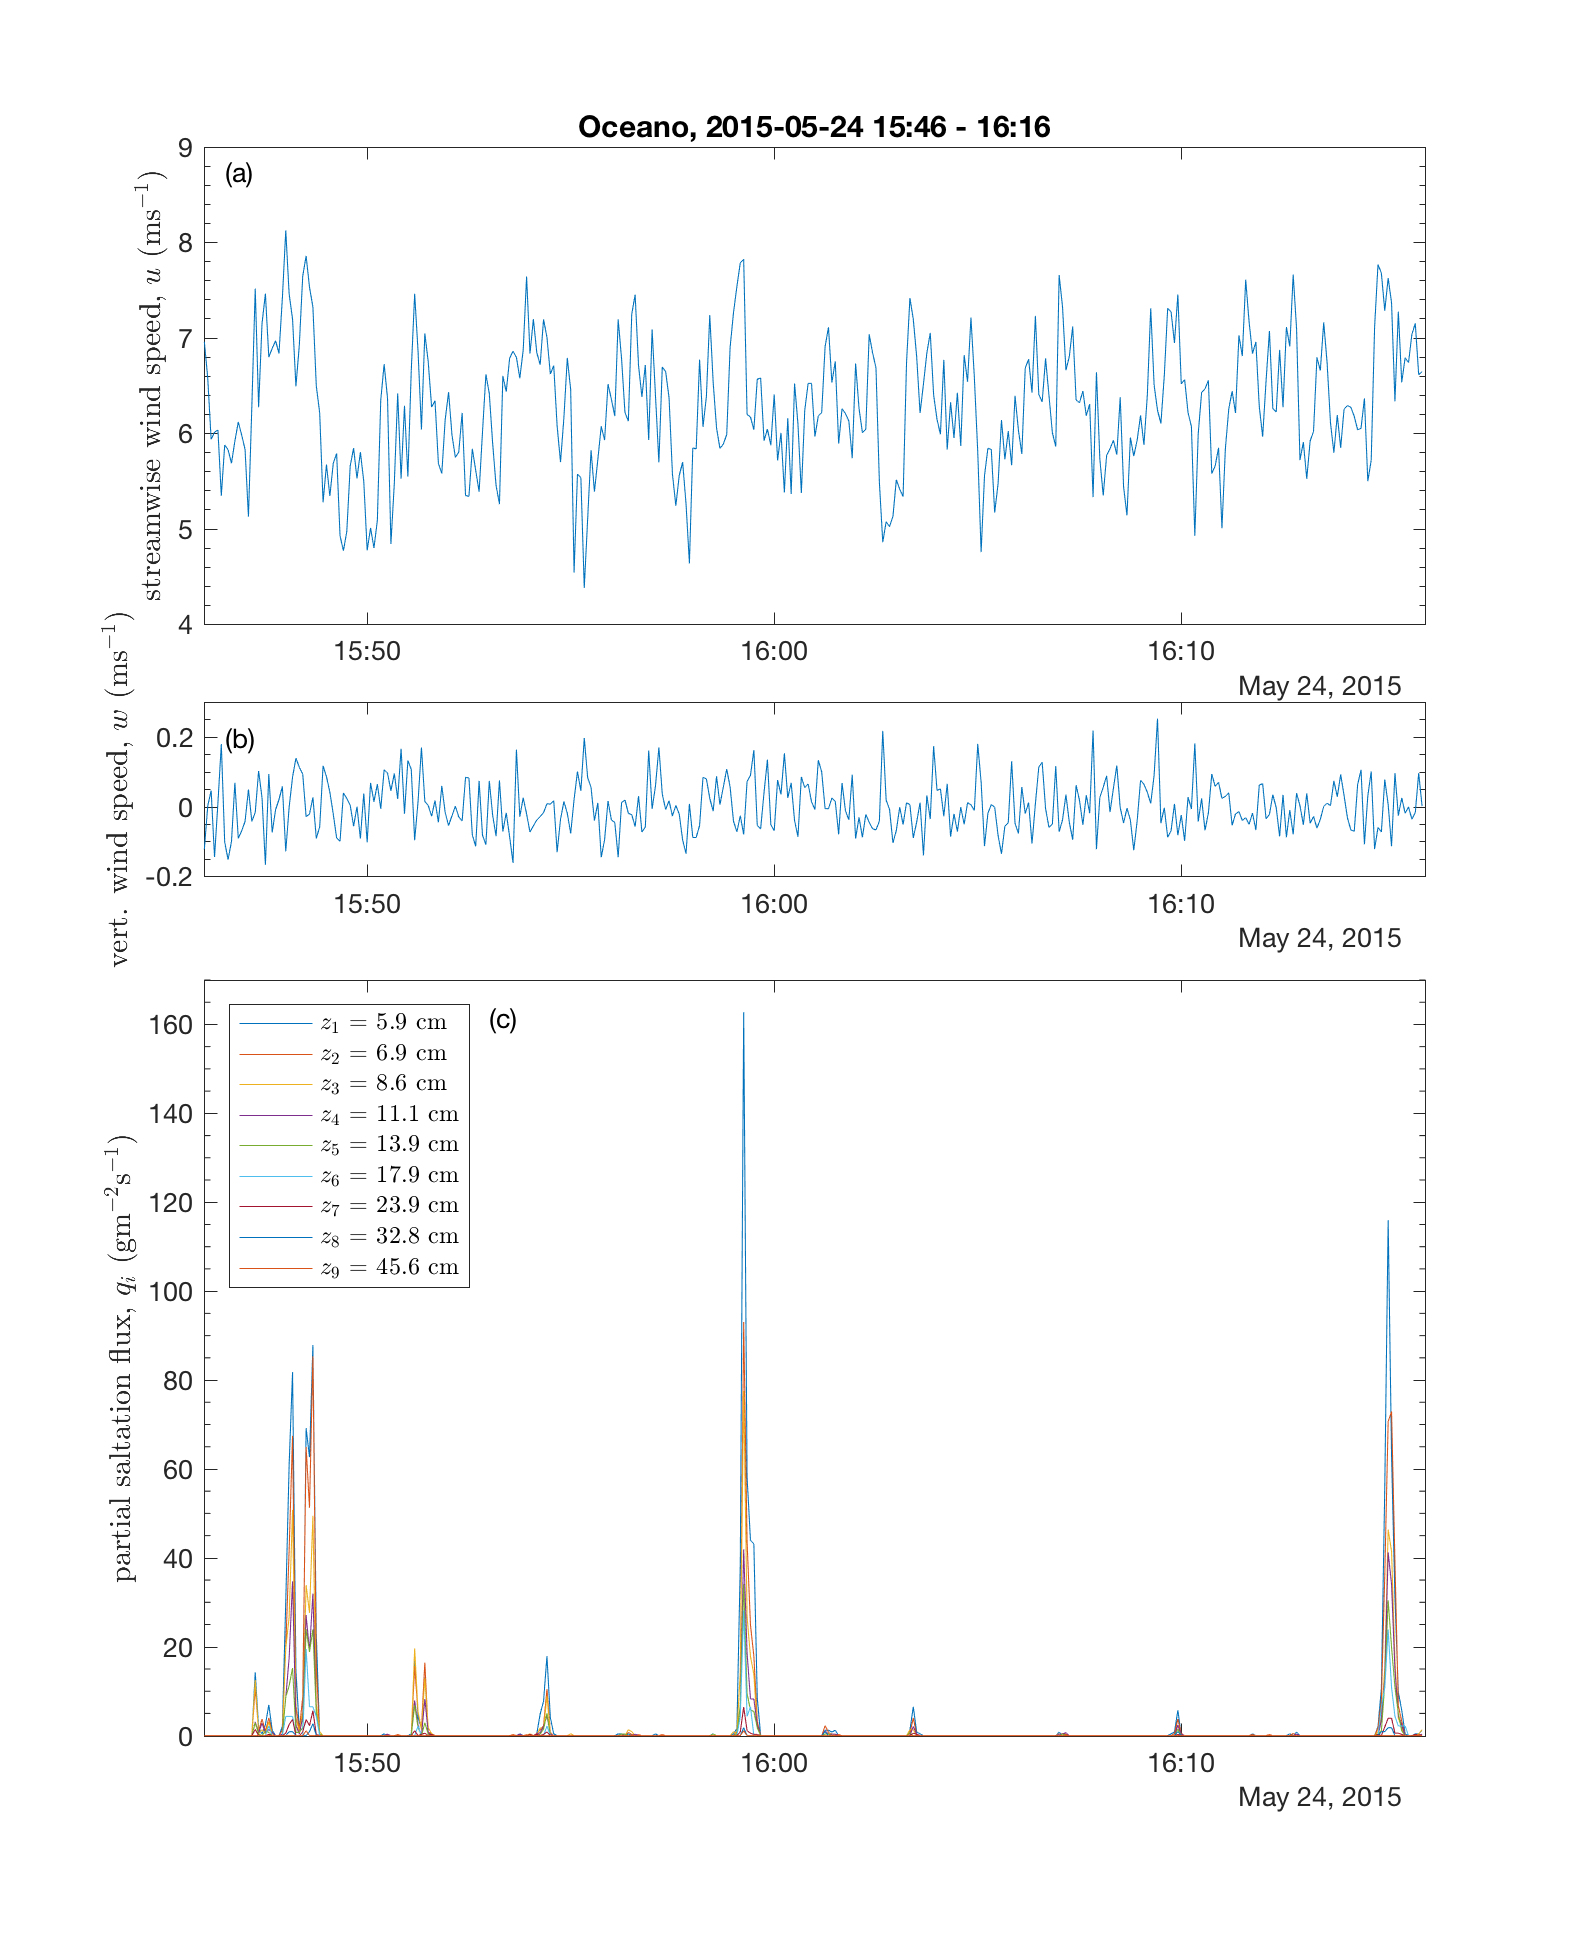 Oceano, 2015-05-24 15:46 - 16:16
(a)
streamwise wind speed, u (ms⁻¹)
9
8
7
6
5
4
15:50 16:00 16:10
May 24, 2015
(b)
vert. wind speed, w (ms⁻¹)
0.2
0
-0.2
15:50 16:00 16:10
May 24, 2015
(c)
partial saltation flux, qᵢ (gm⁻²s⁻¹)
160
140
120
100
80
60
40
20
0
z₁ = 5.9 cm
z₂ = 6.9 cm
z₃ = 8.6 cm
z₄ = 11.1 cm
z₅ = 13.9 cm
z₆ = 17.9 cm
z₇ = 23.9 cm
z₈ = 32.8 cm
z₉ = 45.6 cm
15:50 16:00 16:10
May 24, 2015